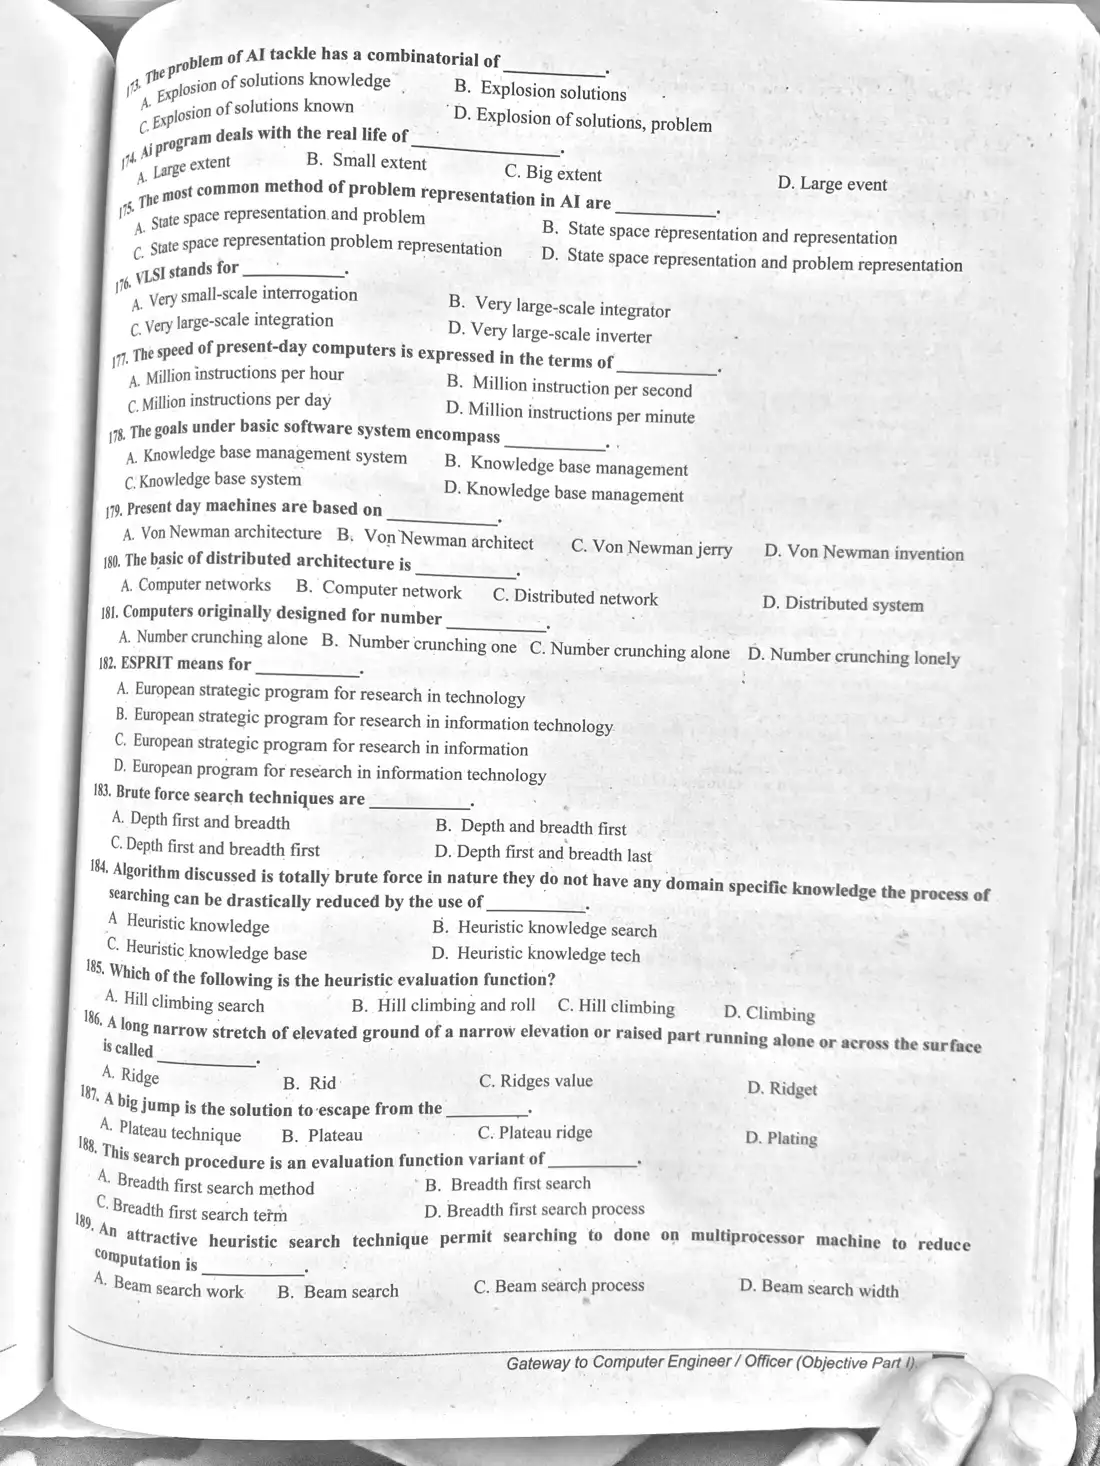 173. The problem of AI tackle has a combinatorial of ___________.
A. Explosion of solutions knowledge B. Explosion solutions
C. Explosion of solutions known D. Explosion of solutions, problem
174. Ai program deals with the real life of ________________.
A. Large extent B. Small extent C. Big extent D. Large event
175. The most common method of problem representation in AI are ___________.
A. State space representation and problem B. State space representation and representation
C. State space representation problem representation D. State space representation and problem representation
176. VLSI stands for ___________.
A. Very small-scale interrogation B. Very large-scale integrator
C. Very large-scale integration D. Very large-scale inverter
177. The speed of present-day computers is expressed in the terms of ___________.
A. Million instructions per hour B. Million instruction per second
C. Million instructions per day D. Million instructions per minute
178. The goals under basic software system encompass ___________.
A. Knowledge base management system B. Knowledge base management
C. Knowledge base system D. Knowledge base management
179. Present day machines are based on ____________.
A. Von Newman architecture B. Von Newman architect C. Von Newman jerry D. Von Newman invention
180. The basic of distributed architecture is ___________.
A. Computer networks B. Computer network C. Distributed network D. Distributed system
181. Computers originally designed for number ___________.
A. Number crunching alone B. Number crunching one C. Number crunching alone D. Number crunching lonely
182. ESPRIT means for ___________.
A. European strategic program for research in technology
B. European strategic program for research in information technology
C. European strategic program for research in information
D. European program for research in information technology
183. Brute force search techniques are ___________.
A. Depth first and breadth B. Depth and breadth first
C. Depth first and breadth first D. Depth first and breadth last
184. Algorithm discussed is totally brute force in nature they do not have any domain specific knowledge the process of
searching can be drastically reduced by the use of ___________.
A Heuristic knowledge B. Heuristic knowledge search
C. Heuristic knowledge base D. Heuristic knowledge tech
185. Which of the following is the heuristic evaluation function?
A. Hill climbing search B. Hill climbing and roll C. Hill climbing D. Climbing
186. A long narrow stretch of elevated ground of a narrow elevation or raised part running alone or across the surface
is called ___________.
A. Ridge B. Rid C. Ridges value D. Ridget
187. A big jump is the solution to escape from the _________.
A. Plateau technique B. Plateau C. Plateau ridge D. Plating
188. This search procedure is an evaluation function variant of __________.
A. Breadth first search method B. Breadth first search
C. Breadth first search term D. Breadth first search process
189. An attractive heuristic search technique permit searching to done on multiprocessor machine to reduce
computation is ___________.
A. Beam search work B. Beam search C. Beam search process D. Beam search width
Gateway to Computer Engineer / Officer (Objective Part I).